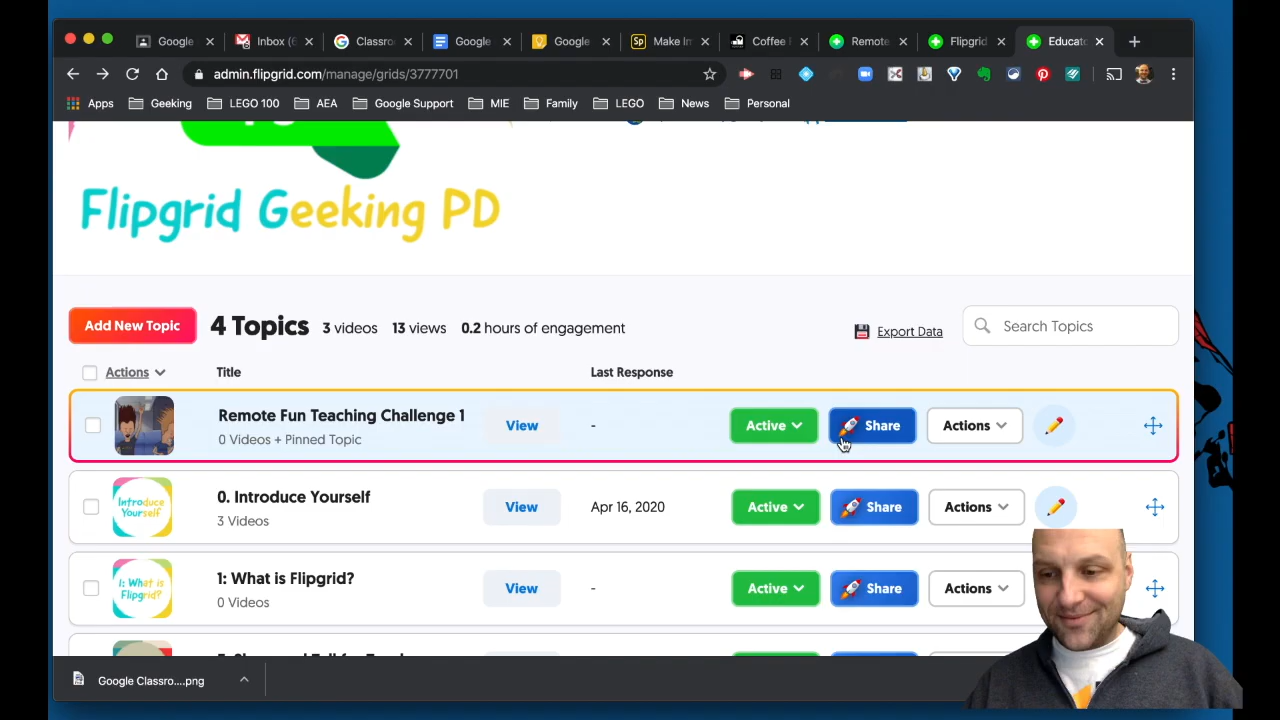 Google
Inbox (6
Classro
Google
Google
Sp Make In
Coffee
Remote
Flipgrid
Educato
admin.flipgrid.com/manage/grids/3777701
Apps Geeking LEGO 100 AEA Google Support MIE Family LEGO News Personal
Flipgrid Geeking PD
Add New Topic 4 Topics 3 videos 13 views 0.2 hours of engagement Export Data Search Topics
Actions Title Last Response
Remote Fun Teaching Challenge 1 View - Active Share Actions
0 Videos + Pinned Topic
Introduce Yourself
0. Introduce Yourself View Apr 16, 2020 Active Share Actions
3 Videos
1: What is Flipgrid?
1: What is Flipgrid? View - Active Share Actions
0 Videos
Google Classro....png